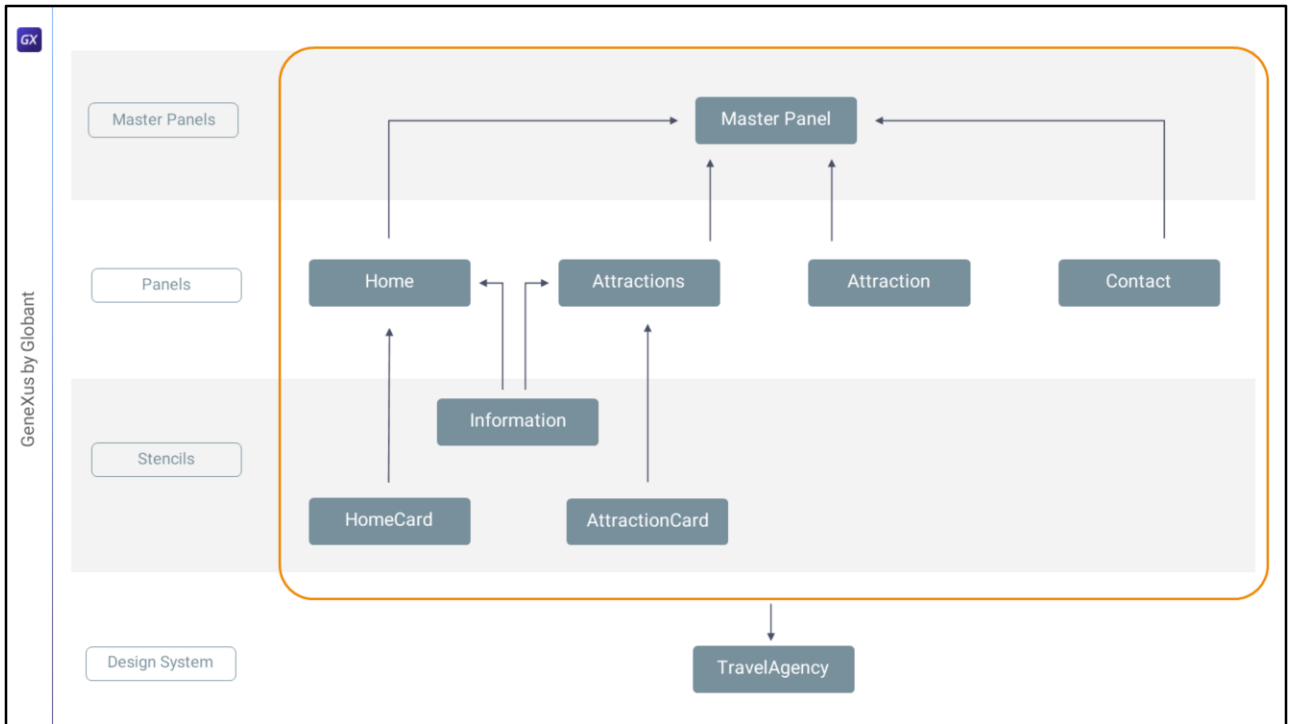 GX
GeneXus by Globant
Master Panels
Master Panel
Panels
Home
Attractions
Attraction
Contact
Stencils
Information
HomeCard
AttractionCard
Design System
TravelAgency